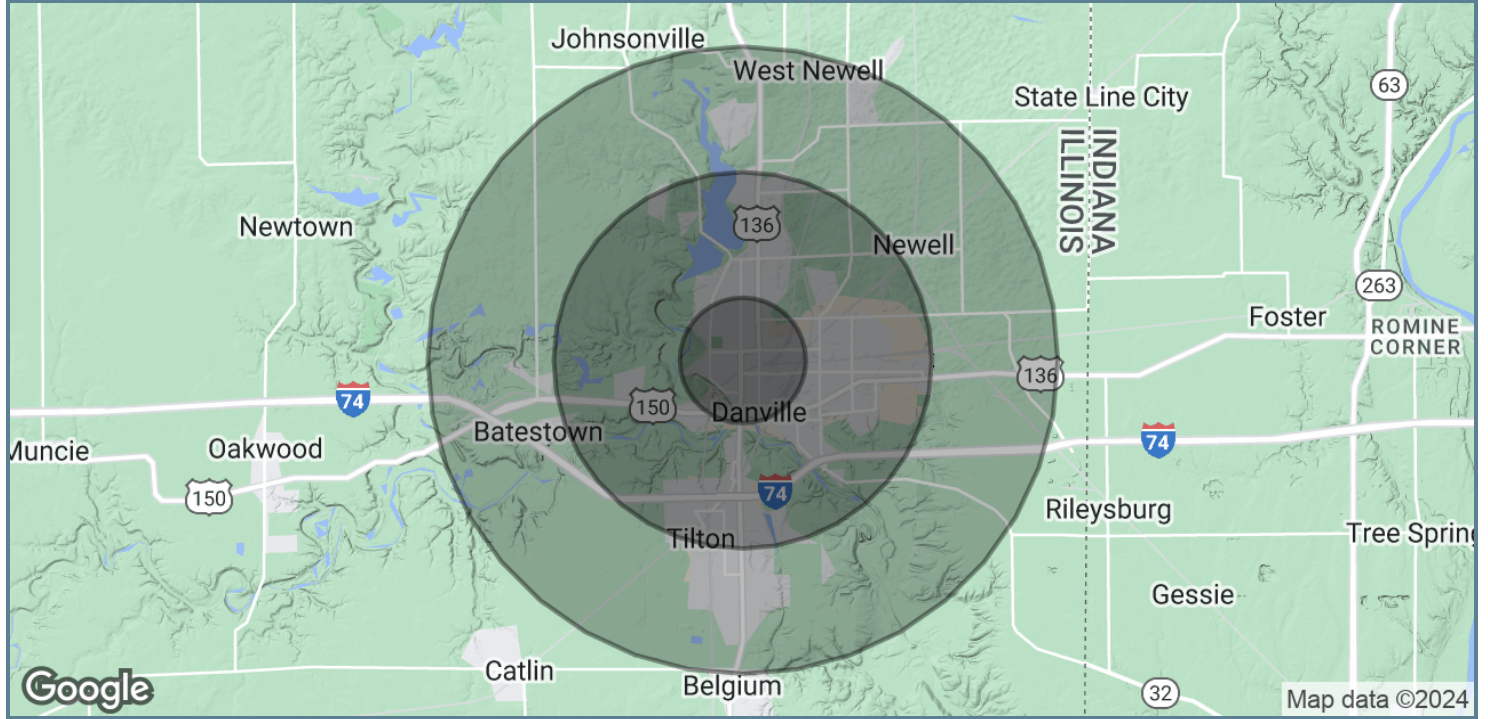 Johnsonville
West Newell
63
State Line City
INDIANA
ILLINOIS
Newtown
136
Newell
263
Foster
ROMINE
CORNER
136
74
150
Danville
Batestown
Muncie
Oakwood
74
150
74
Rileysburg
Tilton
Tree Spring
Gessie
Catlin
Belgium
32
Google
Map data ©2024